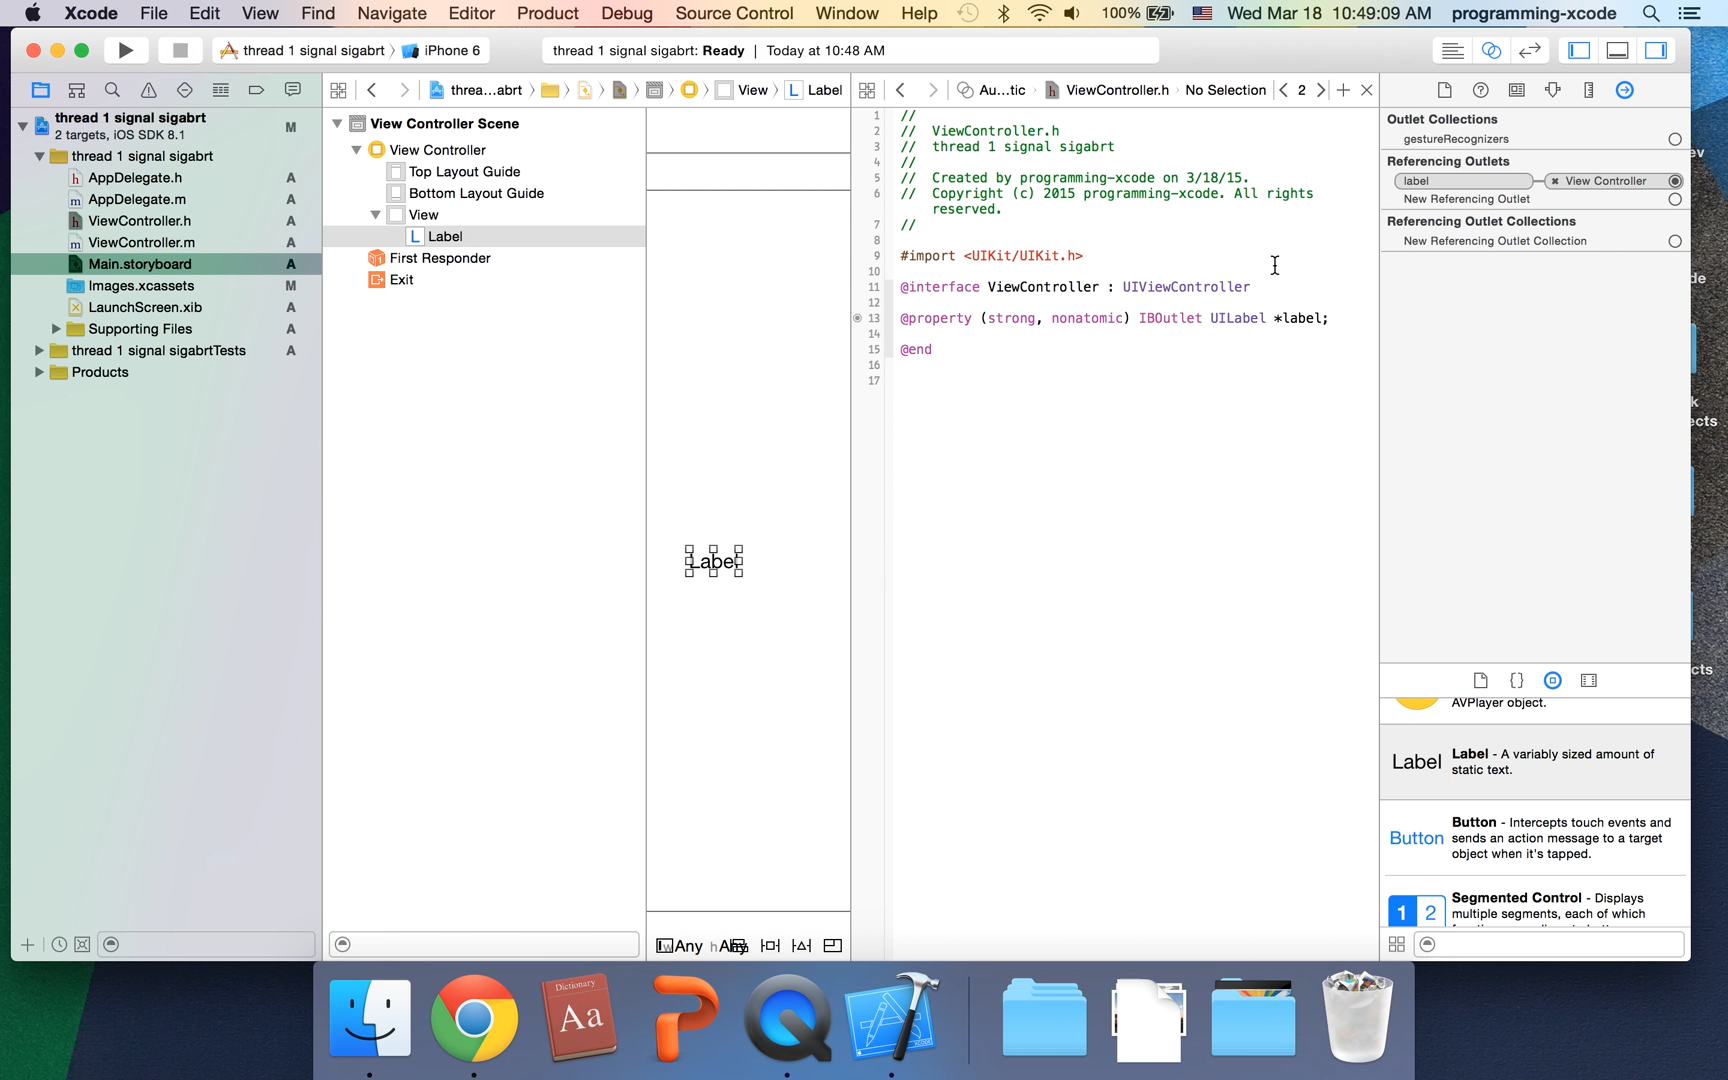 Xcode File Edit View Find Navigate Editor Product Debug Source Control Window Help 100% Wed Mar 18 10:49:09 AM programming-xcode
thread 1 signal sigabrt iPhone 6 thread 1 signal sigabrt: Ready | Today at 10:48 AM
threa...abrt View L Label Au...tic ViewController.h No Selection 2
thread 1 signal sigabrt M
2 targets, iOS SDK 8.1
thread 1 signal sigabrt
h AppDelegate.h A
m AppDelegate.m A
h ViewController.h A
m ViewController.m A
Main.storyboard A
Images.xcassets M
LaunchScreen.xib A
Supporting Files A
thread 1 signal sigabrtTests A
Products
View Controller Scene
View Controller
Top Layout Guide
Bottom Layout Guide
View
L Label
First Responder
Exit
Label
wAny hAny
1 //
2 // ViewController.h
3 // thread 1 signal sigabrt
4 //
5 // Created by programming-xcode on 3/18/15.
6 // Copyright (c) 2015 programming-xcode. All rights
reserved.
7 //
8
9 #import <UIKit/UIKit.h>
10
11 @interface ViewController : UIViewController
12
13 @property (strong, nonatomic) IBOutlet UILabel *label;
14
15 @end
16
17
Outlet Collections
gestureRecognizers
Referencing Outlets
label View Controller
New Referencing Outlet
Referencing Outlet Collections
New Referencing Outlet Collection
{}
AVPlayer object.
Label Label - A variably sized amount of
static text.
Button Button - Intercepts touch events and
sends an action message to a target
object when it's tapped.
1 2 Segmented Control - Displays
multiple segments, each of which
ev
de
k
ects
cts
Dictionary
Aa
XCODE